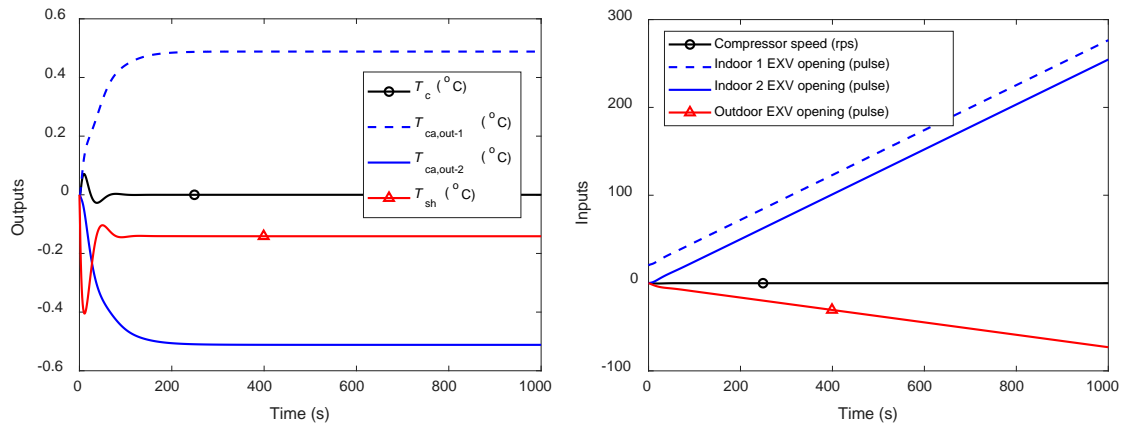 0.6
0.4
0.2
0
-0.2
-0.4
-0.6
Outputs
0
200
400
600
800
1000
Time (s)
T c (°C)
T ca,out-1 (°C)
T ca,out-2 (°C)
T sh (°C)
300
200
100
0
-100
Inputs
0
200
400
600
800
1000
Time (s)
Compressor speed (rps)
Indoor 1 EXV opening (pulse)
Indoor 2 EXV opening (pulse)
Outdoor EXV opening (pulse)